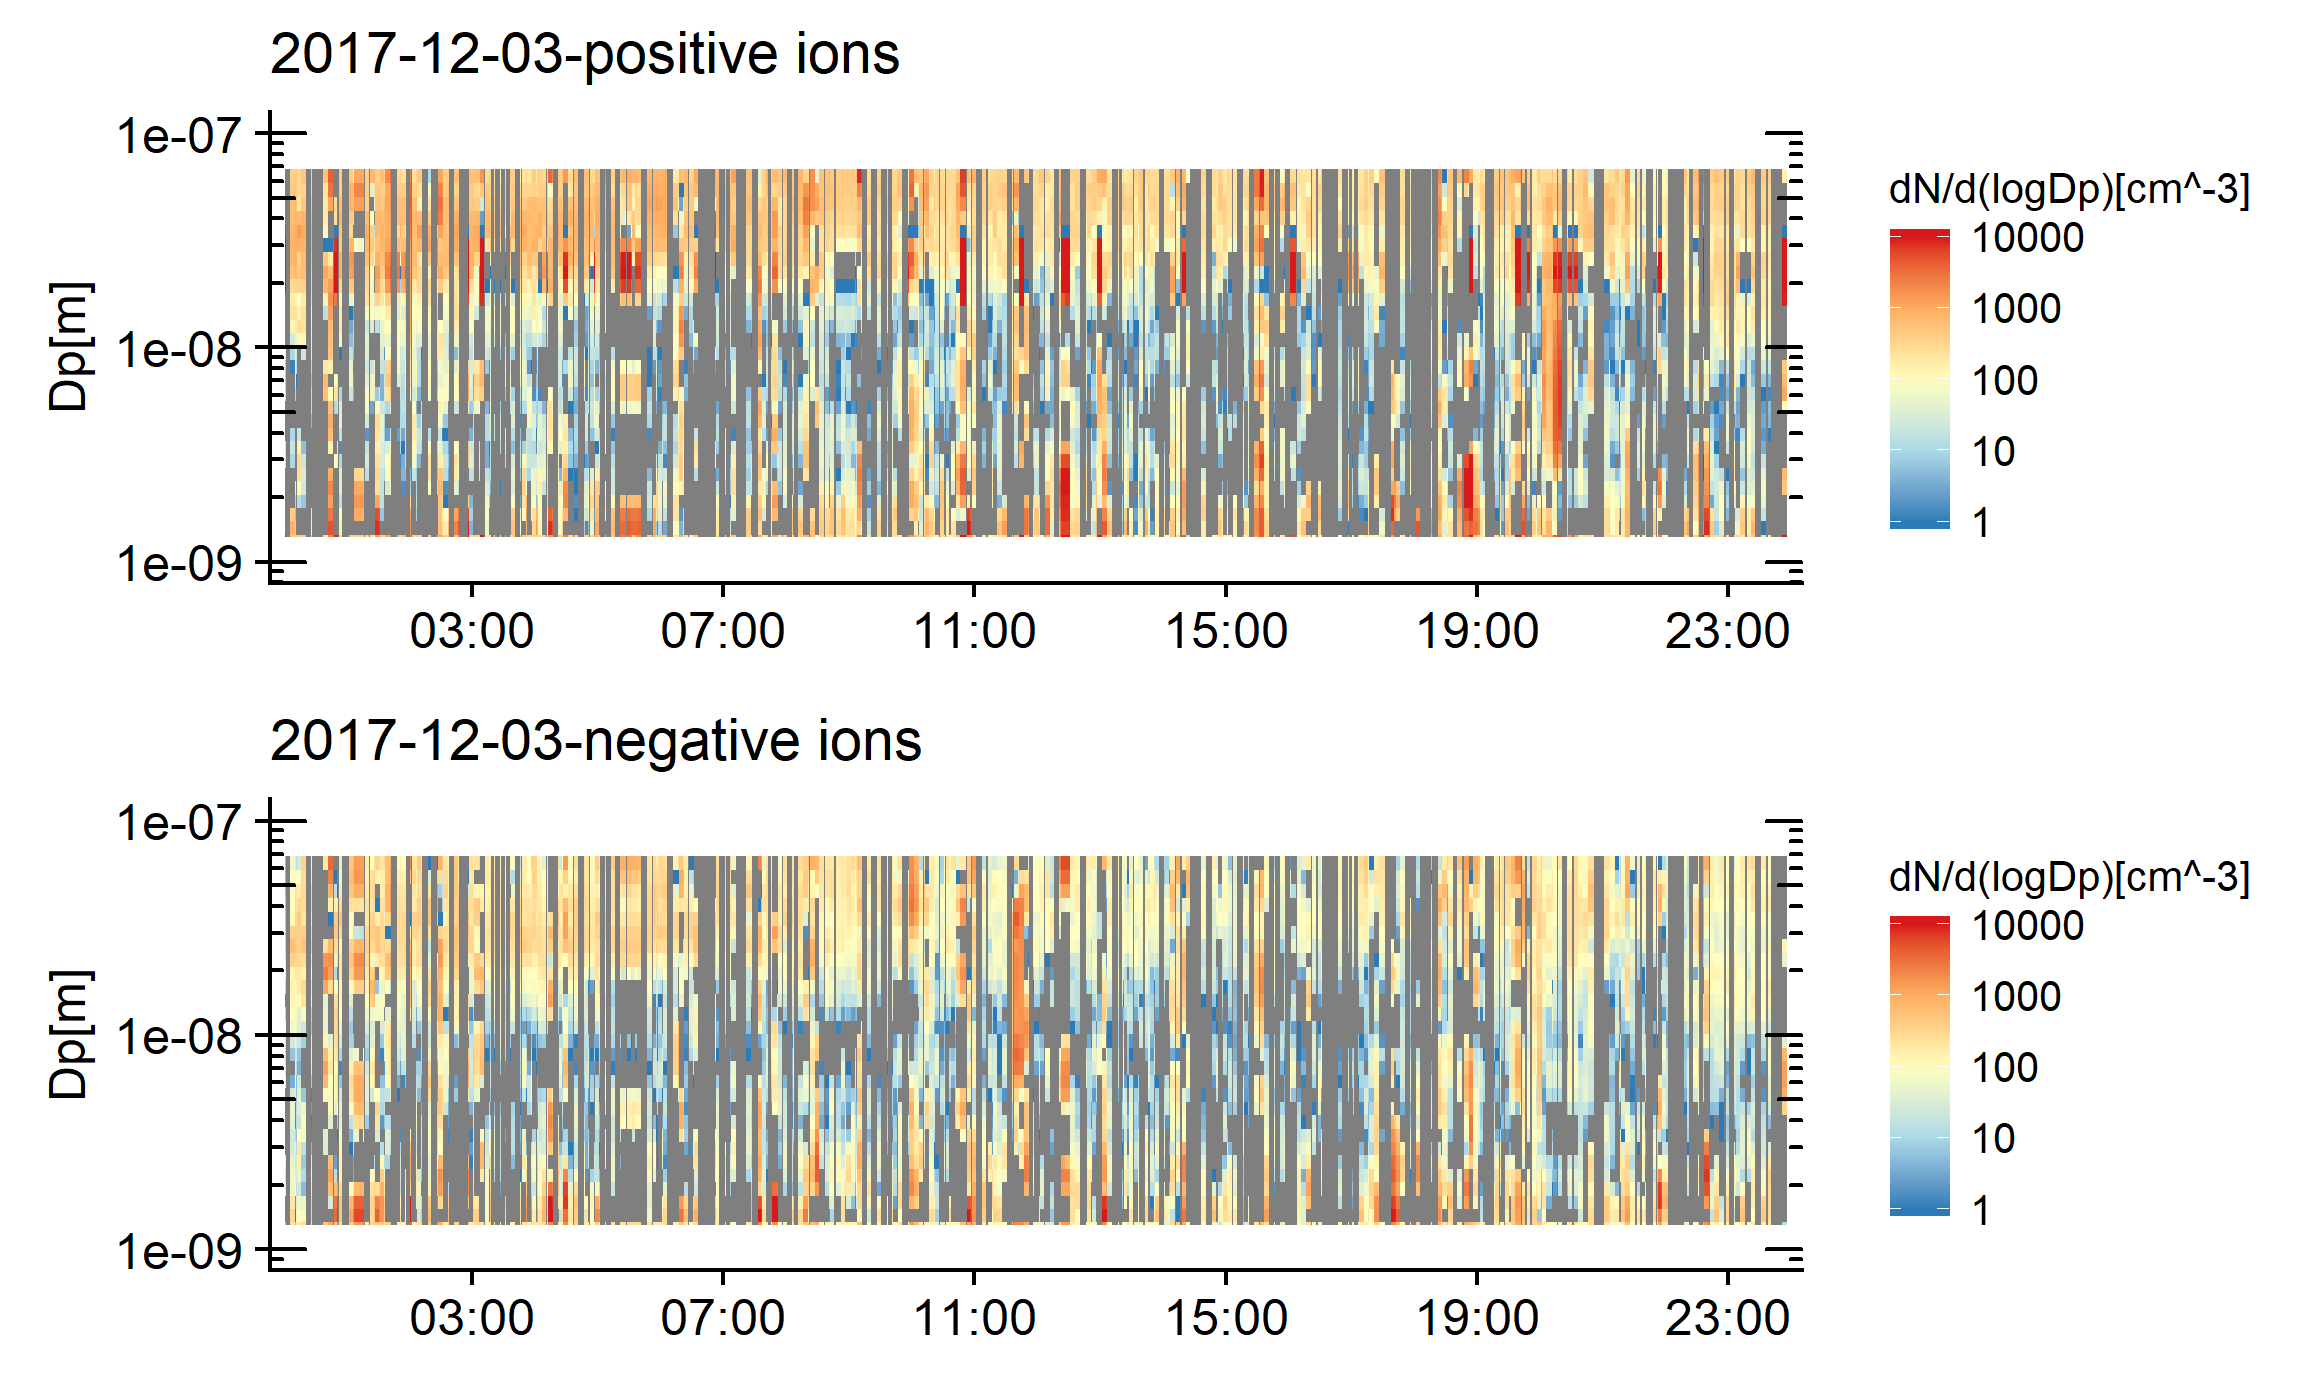 2017-12-03-positive ions
1e-07
1e-08
1e-09
Dp[m]
03:00 07:00 11:00 15:00 19:00 23:00
dN/d(logDp)[cm^-3]
10000
1000
100
10
1
2017-12-03-negative ions
1e-07
1e-08
1e-09
Dp[m]
03:00 07:00 11:00 15:00 19:00 23:00
dN/d(logDp)[cm^-3]
10000
1000
100
10
1